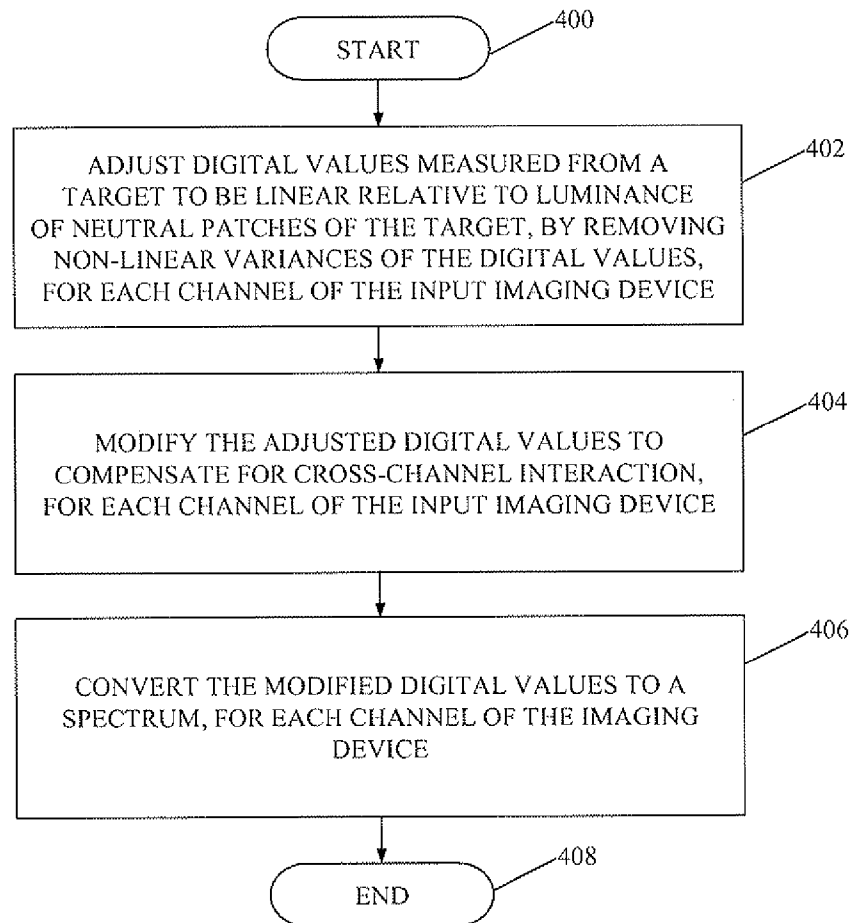 START
400
ADJUST DIGITAL VALUES MEASURED FROM A
TARGET TO BE LINEAR RELATIVE TO LUMINANCE
OF NEUTRAL PATCHES OF THE TARGET, BY REMOVING
NON-LINEAR VARIANCES OF THE DIGITAL VALUES,
FOR EACH CHANNEL OF THE INPUT IMAGING DEVICE
402
MODIFY THE ADJUSTED DIGITAL VALUES TO
COMPENSATE FOR CROSS-CHANNEL INTERACTION,
FOR EACH CHANNEL OF THE INPUT IMAGING DEVICE
404
CONVERT THE MODIFIED DIGITAL VALUES TO A
SPECTRUM, FOR EACH CHANNEL OF THE IMAGING
DEVICE
406
END
408